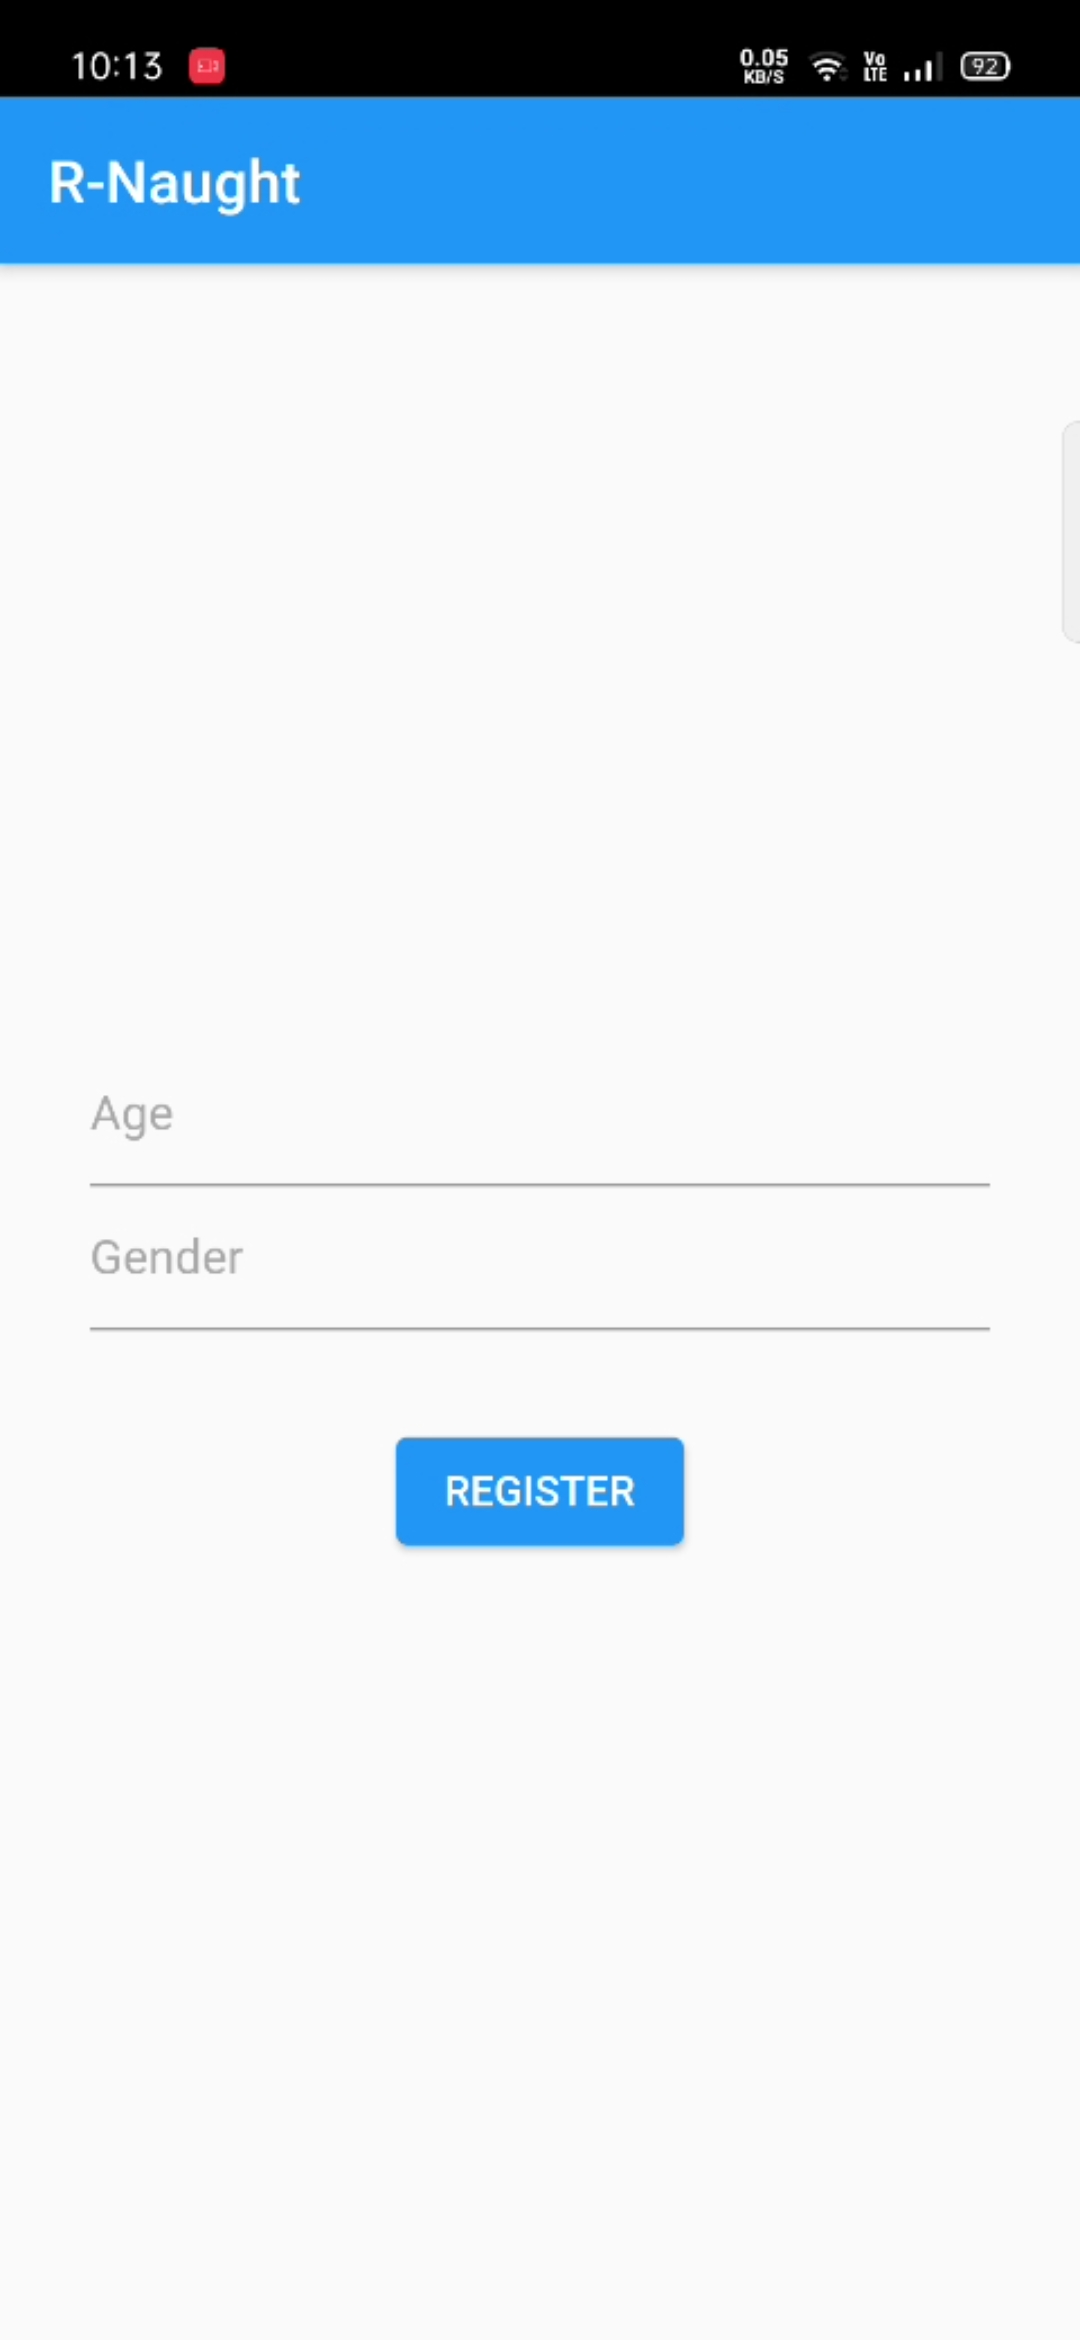 10:13
0.05
KB/S
Vo
LTE
92
R-Naught
Age
Gender
REGISTER